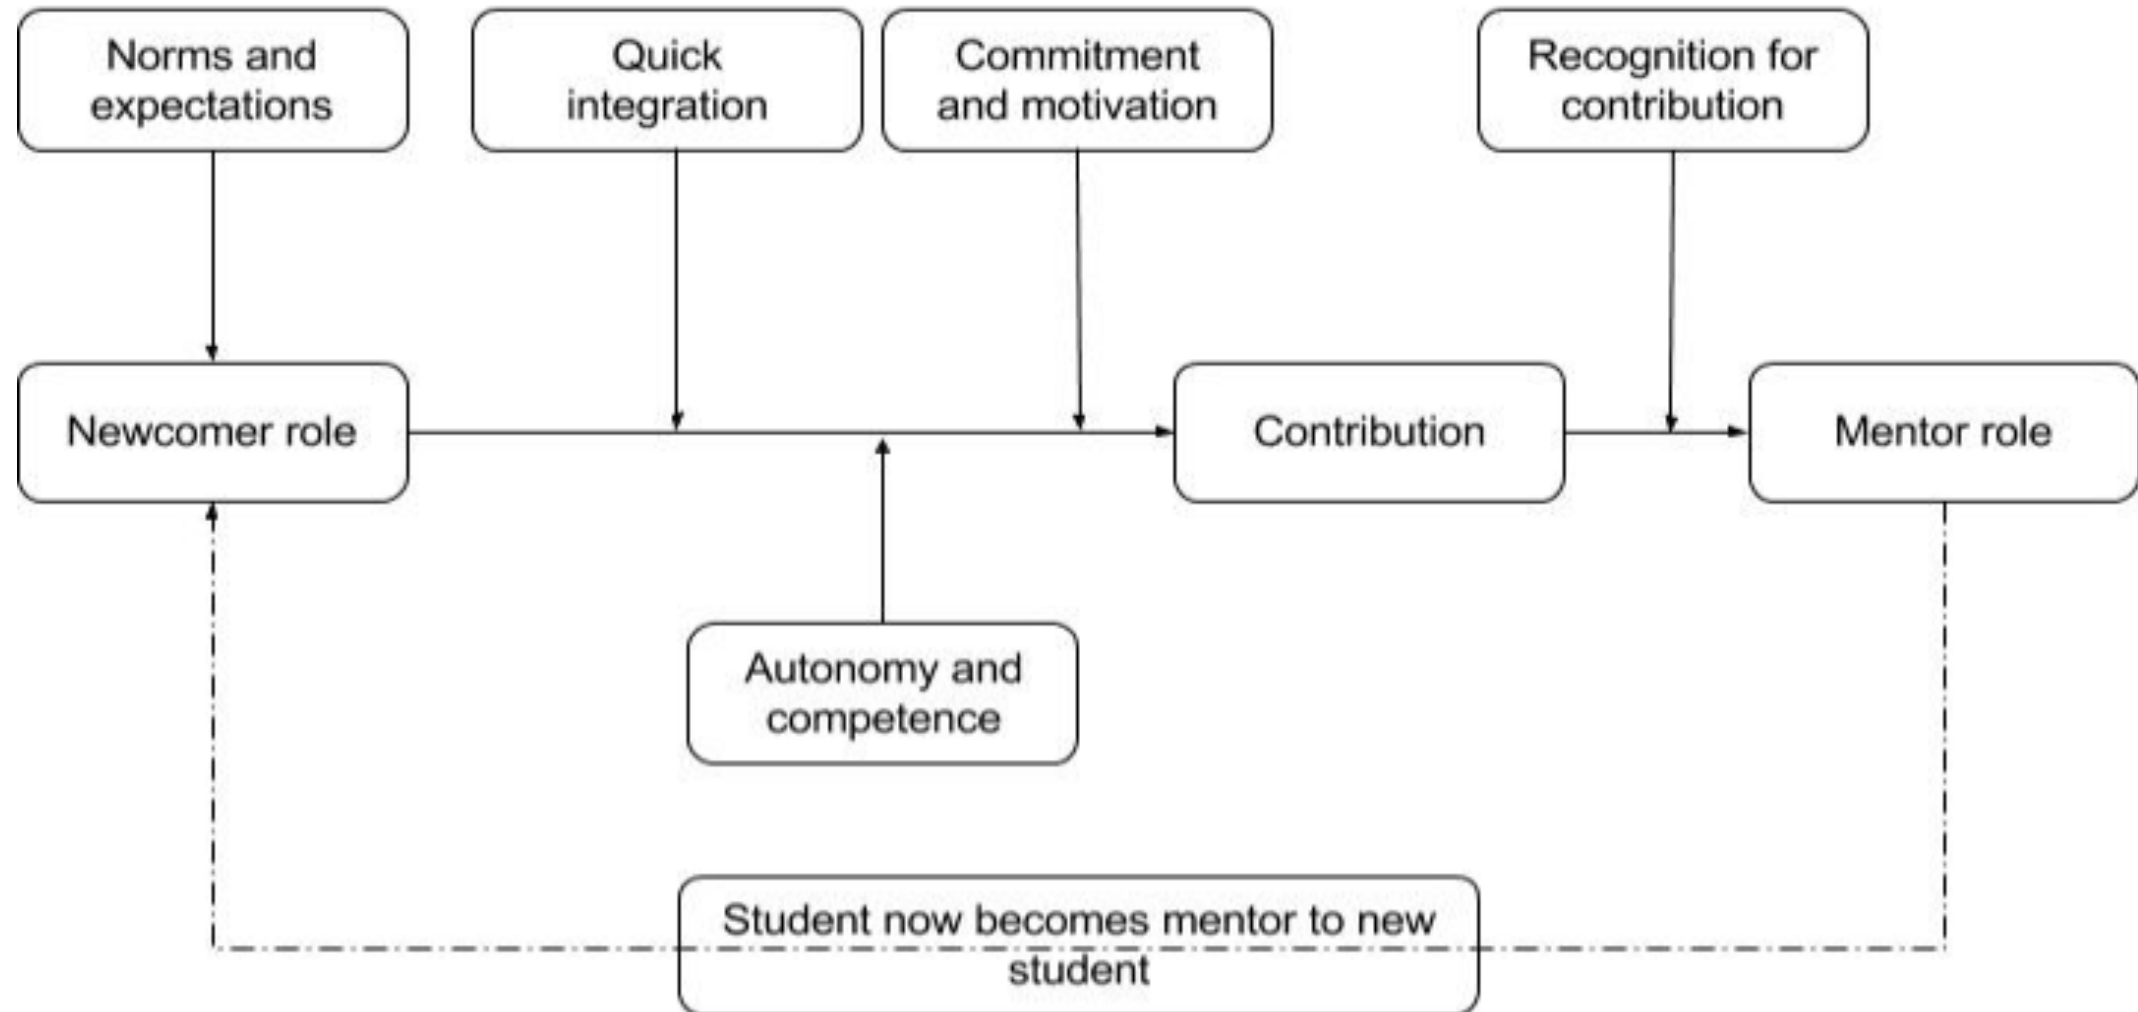 Norms and
expectations
Quick
integration
Commitment
and motivation
Recognition for
contribution
Newcomer role
Contribution
Mentor role
Autonomy and
competence
Student now becomes mentor to new
student